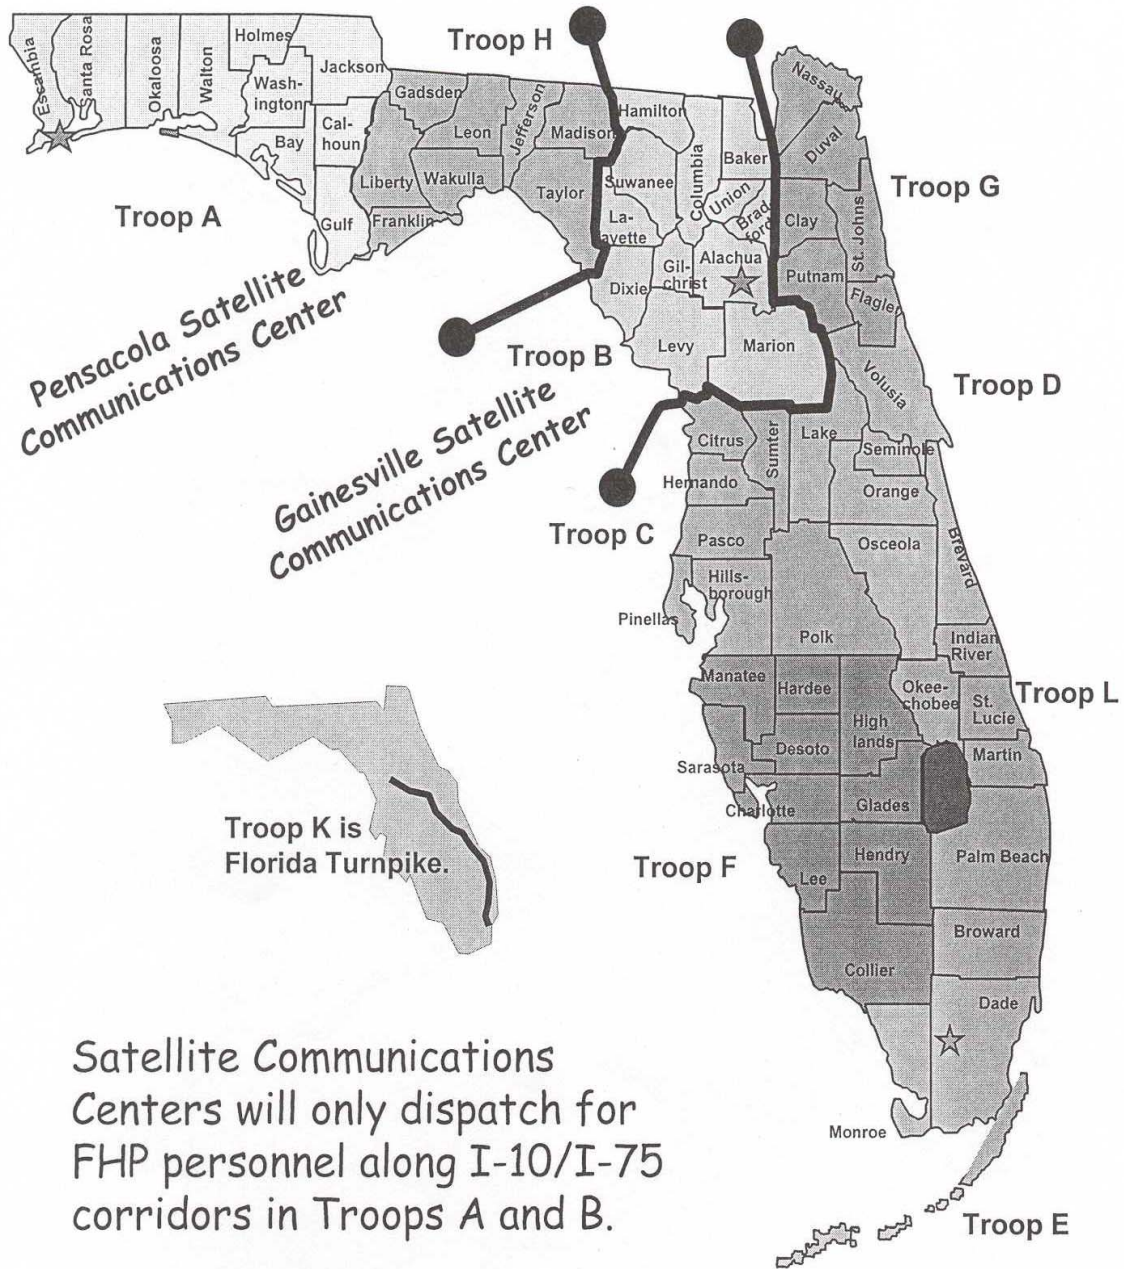 Troop H
Holmes
Escambia
Santa Rosa
Okaloosa
Walton
Wash-
ington
Jackson
Bay
Cal-
houn
Gulf
Gadsden
Leon
Jefferson
Madison
Liberty
Wakulla
Franklin
Taylor
Hamilton
Suwanee
La-
ayette
Columbia
Baker
Union
Brad
ford
Nassau
Duval
Clay
St. Johns
Putnam
Flagle
Troop G
Troop A
Dixie
Gil-
christ
Alachua
Levy
Marion
Volusia
Troop B
Troop D
Pensacola Satellite
Communications Center
Gainesville Satellite
Communications Center
Citrus
Sumter
Lake
Seminole
Hernando
Orange
Troop C
Pasco
Osceola
Brevard
Hills-
borough
Pinellas
Polk
Indian
River
Manatee
Hardee
High
lands
Okee-
chobee
St.
Lucie
Troop L
Desoto
Martin
Sarasota
Charlotte
Glades
Troop K is
Florida Turnpike.
Troop F
Lee
Hendry
Palm Beach
Broward
Collier
Dade
Monroe
Troop E
Satellite Communications
Centers will only dispatch for
FHP personnel along I-10/I-75
corridors in Troops A and B.